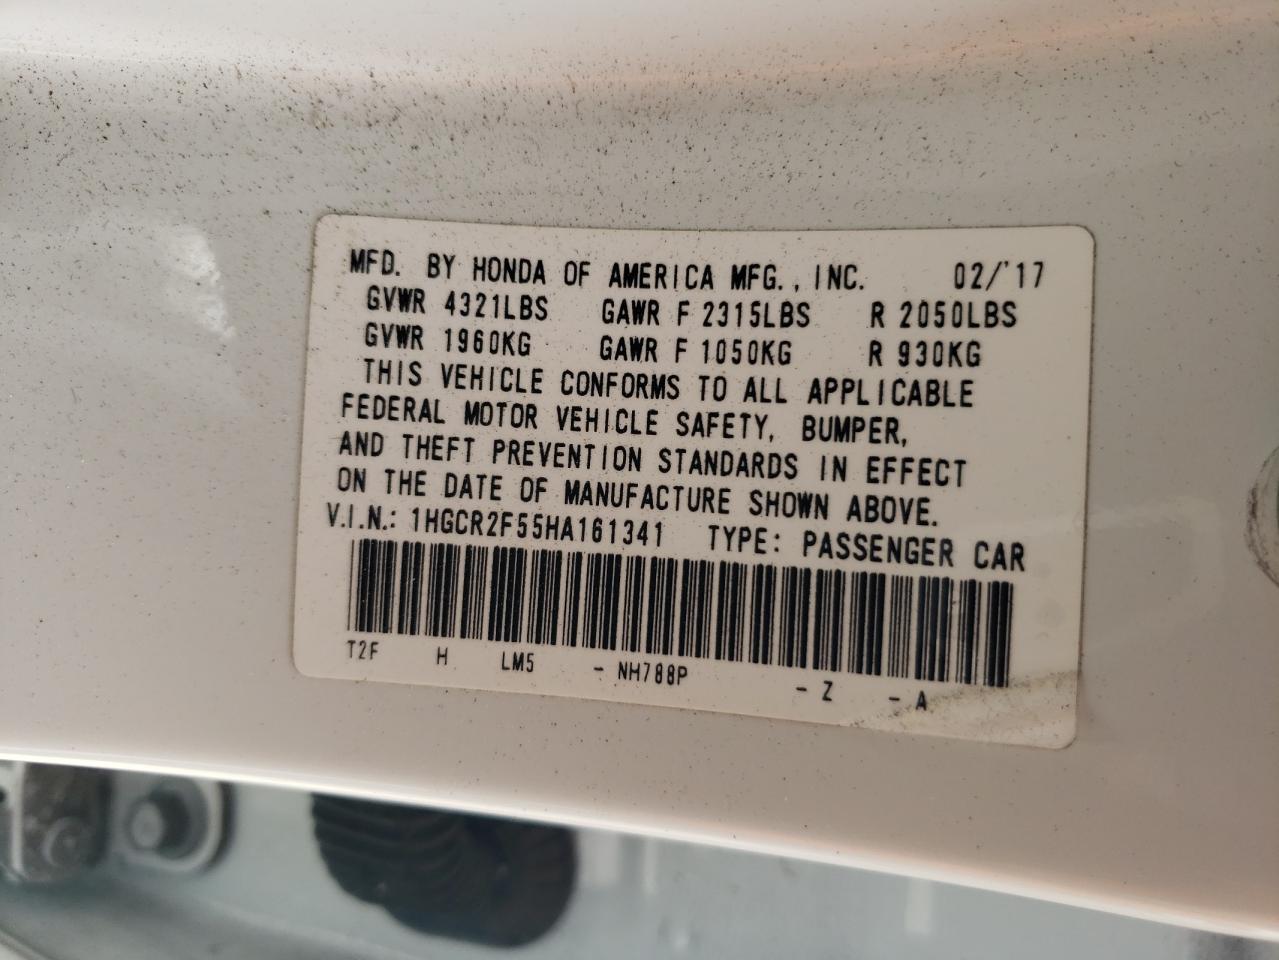 MFD. BY HONDA OF AMERICA MFG., INC. 02/'17
GVWR 4321LBS GAWR F 2315LBS R 2050LBS
GVWR 1960KG GAWR F 1050KG R 930KG
THIS VEHICLE CONFORMS TO ALL APPLICABLE
FEDERAL MOTOR VEHICLE SAFETY, BUMPER,
AND THEFT PREVENTION STANDARDS IN EFFECT
ON THE DATE OF MANUFACTURE SHOWN ABOVE.
V.I.N.: 1HGCR2F55HA161341 TYPE: PASSENGER CAR
T2F H LM5 - NH788P - Z - A